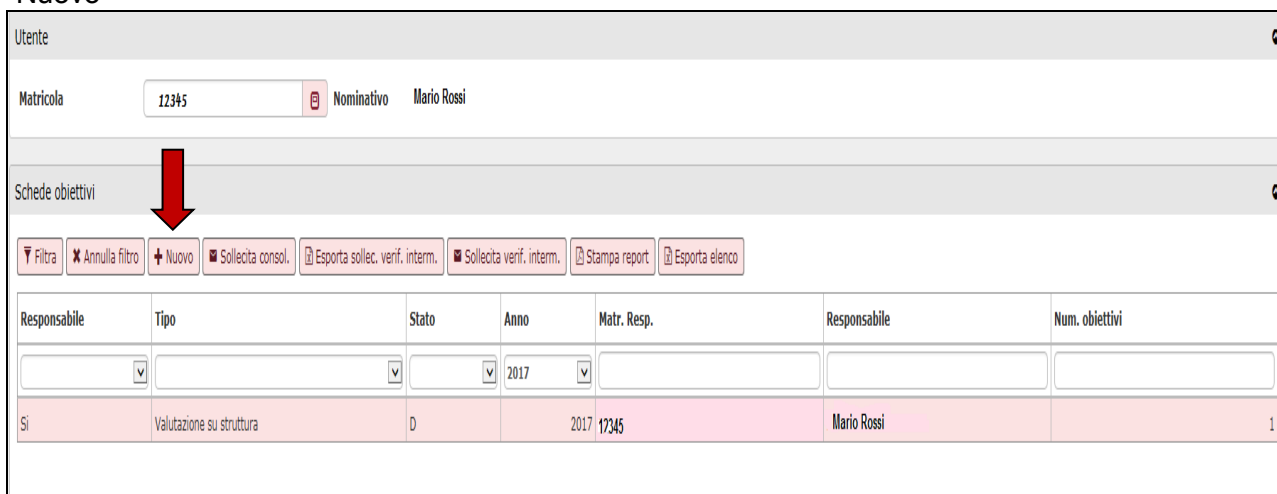 Nuovo
Utente
Matricola 12345 Nominativo Mario Rossi
Schede obiettivi
Filtra Annulla filtro Nuovo Sollecita consol. Esporta sollec. verif. interm. Sollecita verif. interm. Stampa report Esporta elenco
Responsabile Tipo Stato Anno Matr. Resp. Responsabile Num. obiettivi
2017
Si Valutazione su struttura D 2017 12345 Mario Rossi 1